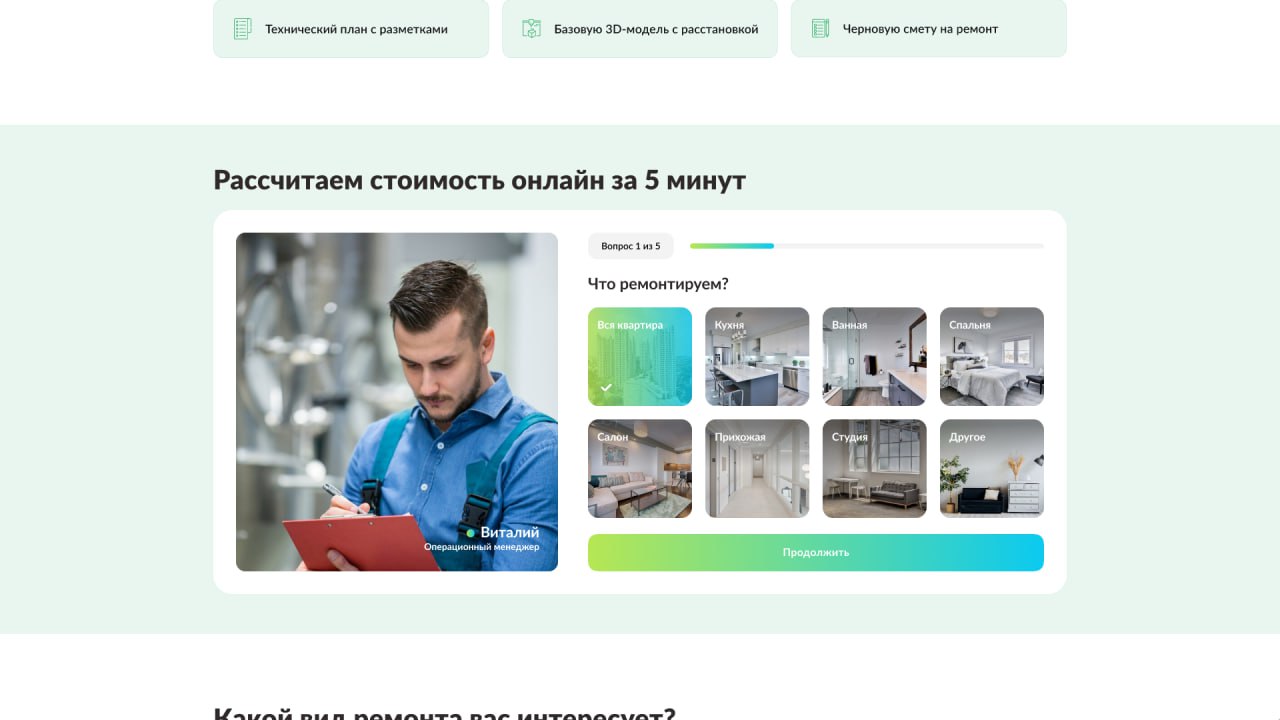 Технический план с разметками
Базовую 3D-модель с расстановкой
Черновую смету на ремонт
Рассчитаем стоимость онлайн за 5 минут
Вопрос 1 из 5
Что ремонтируем?
Вся квартира
Кухня
Ванная
Спальня
Салон
Прихожая
Студия
Другое
Виталий
Операционный менеджер
Продолжить
Какой вид ремонта вас интересует?